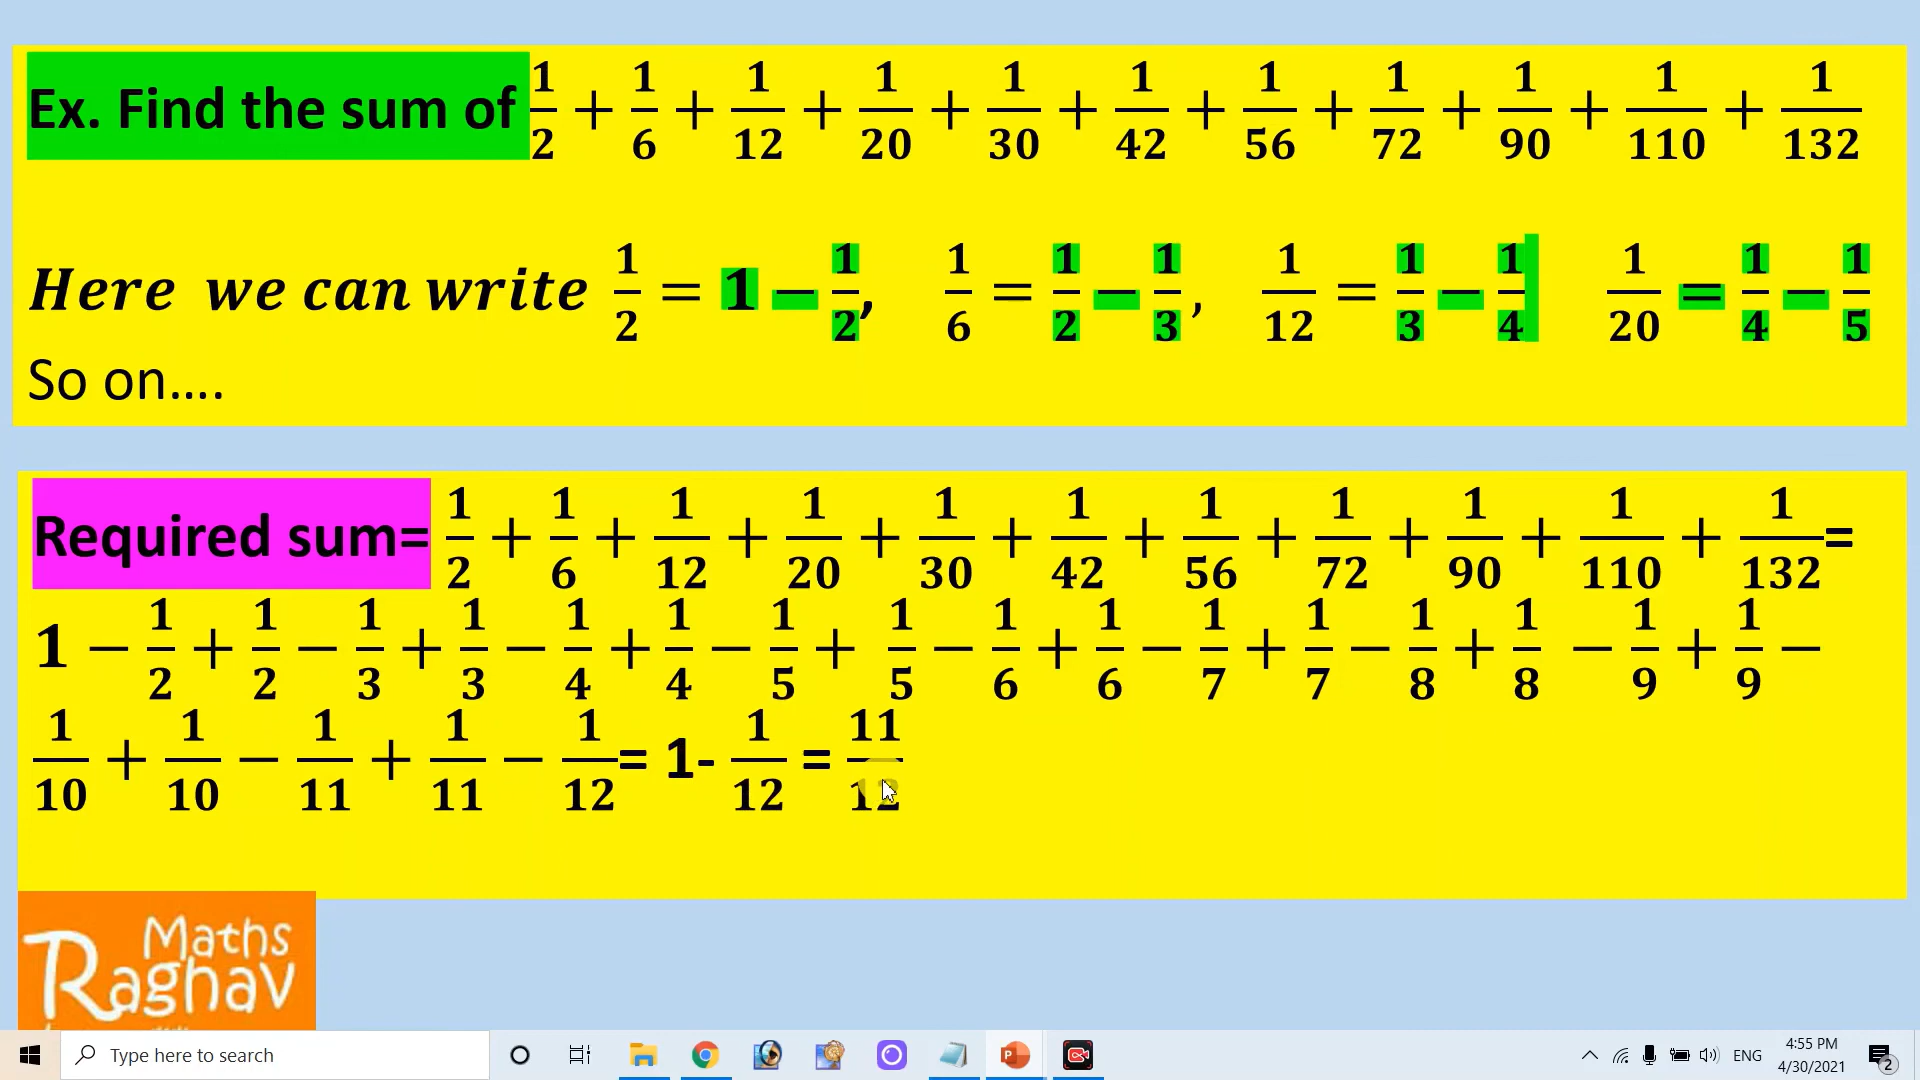 Ex. Find the sum of 1/2 + 1/6 + 1/12 + 1/20 + 1/30 + 1/42 + 1/56 + 1/72 + 1/90 + 1/110 + 1/132
Here we can write 1/2 = 1 − 1/2, 1/6 = 1/2 − 1/3, 1/12 = 1/3 − 1/4 1/20 = 1/4 − 1/5
So on....
Required sum= 1/2 + 1/6 + 1/12 + 1/20 + 1/30 + 1/42 + 1/56 + 1/72 + 1/90 + 1/110 + 1/132 =
1 − 1/2 + 1/2 − 1/3 + 1/3 − 1/4 + 1/4 − 1/5 + 1/5 − 1/6 + 1/6 − 1/7 + 1/7 − 1/8 + 1/8 − 1/9 + 1/9 −
1/10 + 1/10 − 1/11 + 1/11 − 1/12 = 1- 1/12 = 11/12
Maths
Raghav
Type here to search
ENG
4:55 PM
4/30/2021
2